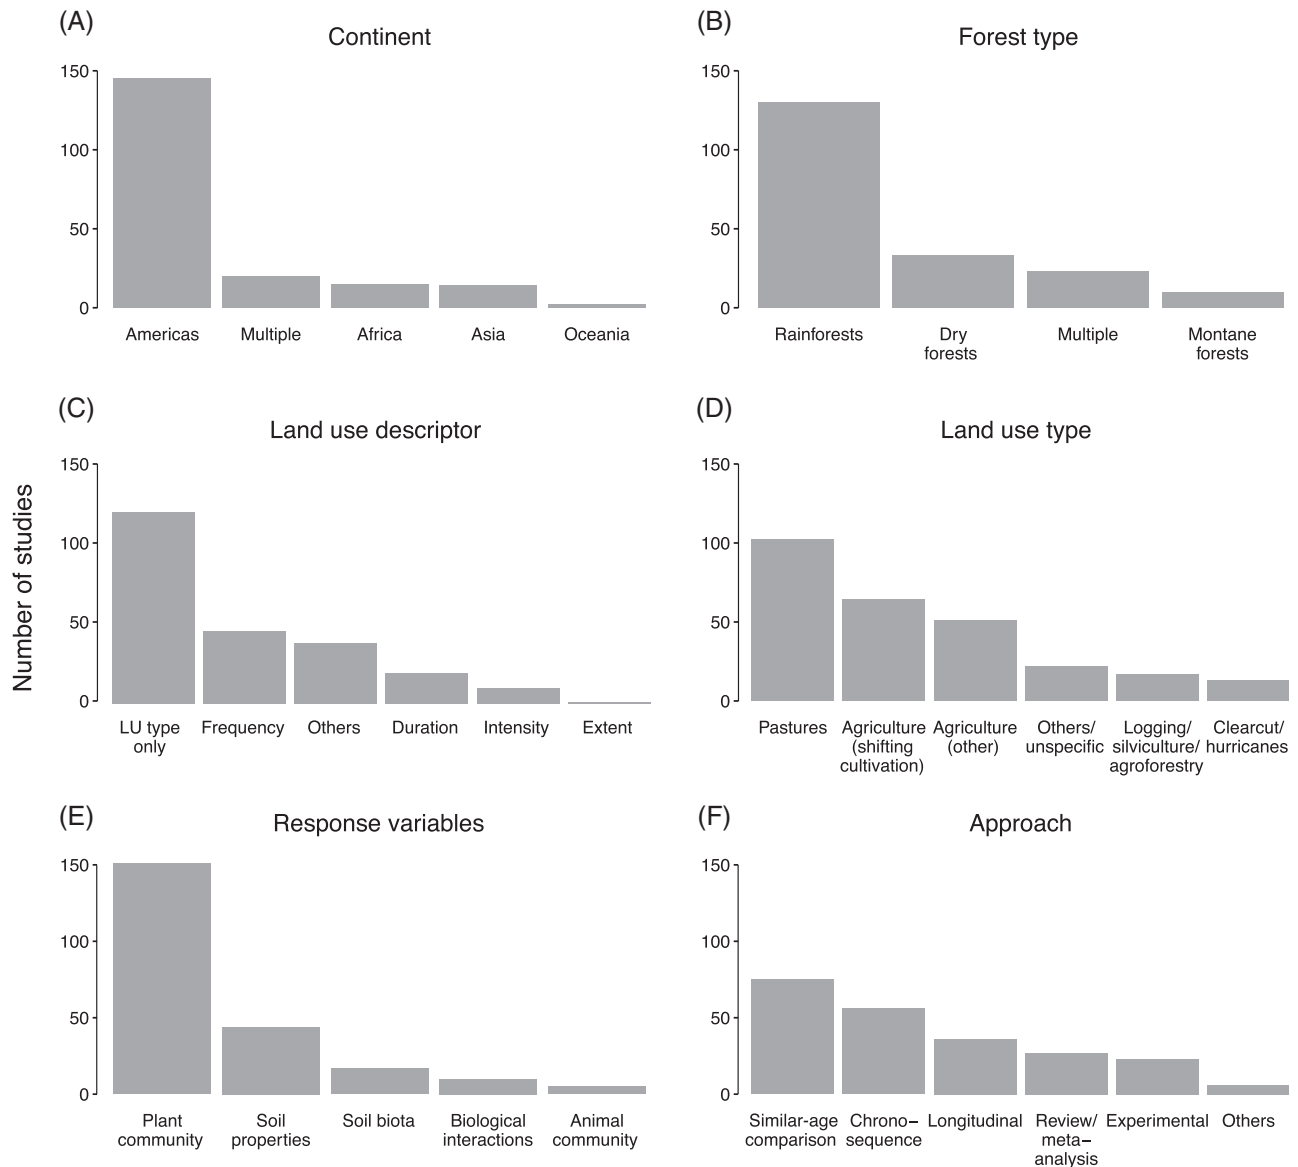 (A)
Continent
150
100
50
0
Americas Multiple Africa Asia Oceania
(B)
Forest type
150
100
50
0
Rainforests Dry Multiple Montane
forests forests
(C)
Land use descriptor
150
100
50
0
LU type Frequency Others Duration Intensity Extent
only
(D)
Land use type
150
100
50
0
Pastures Agriculture Agriculture Others/ Logging/ Clearcut/
(shifting (other) unspecific silviculture/ hurricanes
cultivation) agroforestry
Number of studies
(E)
Response variables
150
100
50
0
Plant Soil Soil biota Biological Animal
community properties interactions community
(F)
Approach
150
100
50
0
Similar-age Chrono− Longitudinal Review/ Experimental Others
comparison sequence meta−
analysis